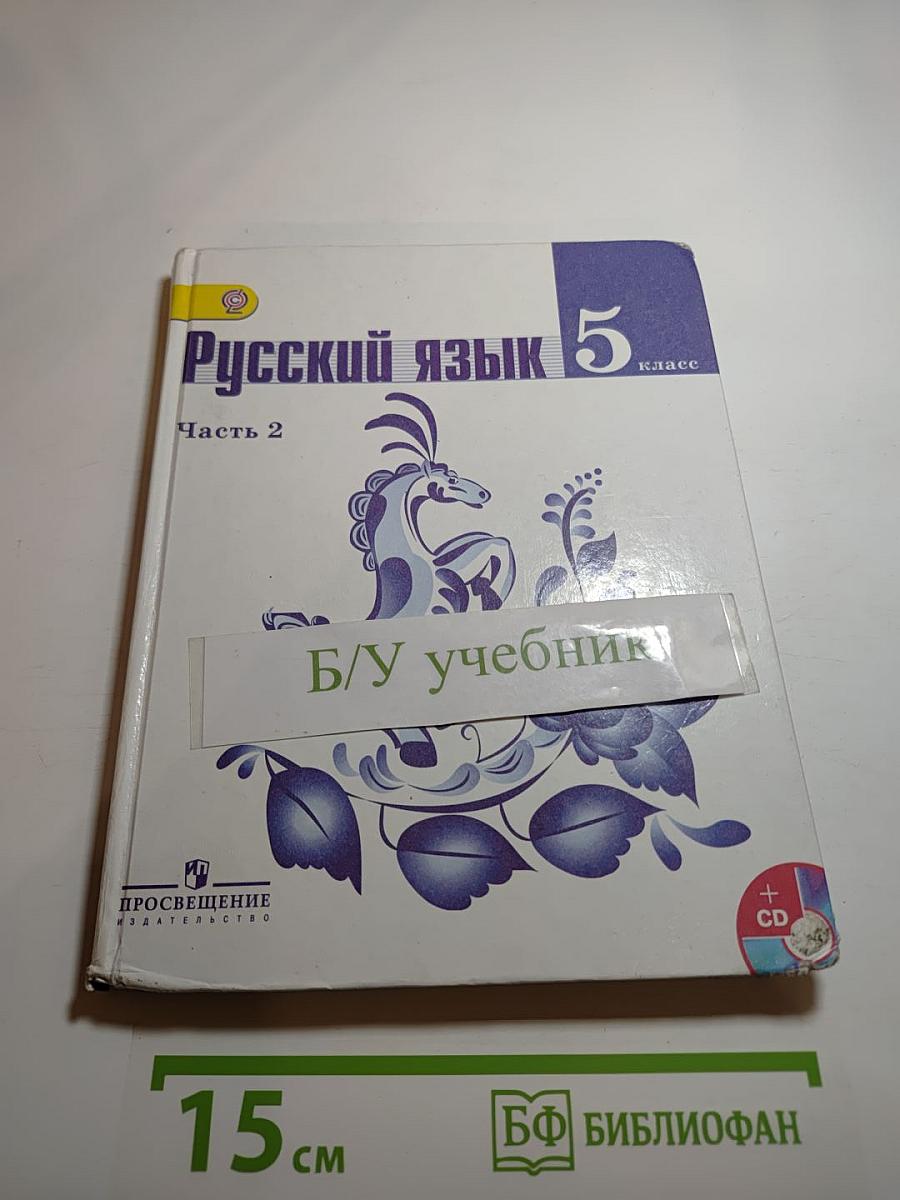 Русский язык
5 класс
Часть 2
Б/У учебник
ПРОСВЕЩЕНИЕ
ИЗДАТЕЛЬСТВО
+
CD
15 см
БФ БИБЛИОФАН